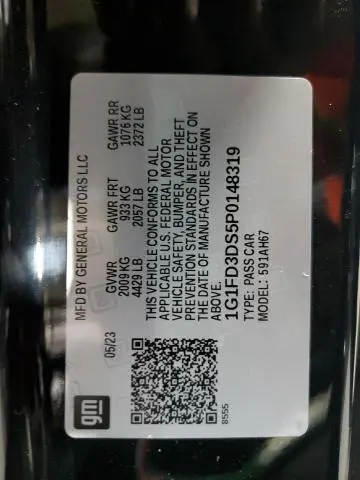 gm
MFD BY GENERAL MOTORS LLC
05/23
GVWR GAWR FRT GAWR RR
2009 KG 933 KG 1076 KG
4429 LB 2057 LB 2372 LB
THIS VEHICLE CONFORMS TO ALL
APPLICABLE U.S. FEDERAL MOTOR
VEHICLE SAFETY, BUMPER, AND THEFT
PREVENTION STANDARDS IN EFFECT ON
THE DATE OF MANUFACTURE SHOWN
ABOVE.
1G1FD3DS5P0148319
TYPE: PASS CAR
MODEL: 591AH67
8555